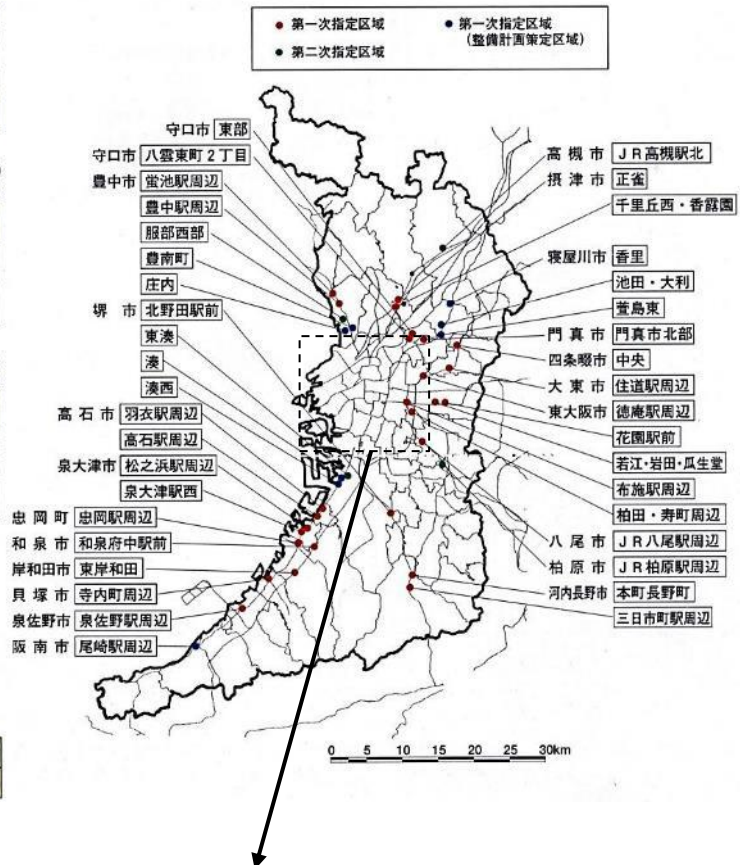 第一次指定区域
第二次指定区域
第一次指定区域
(整備計画策定区域)
守口市 東部
守口市 八雲東町2丁目
豊中市 蛍池駅周辺
豊中駅周辺
服部西部
豊南町
庄内
堺市 北野田駅前
東湊
湊
湊西
高石市 羽衣駅周辺
高石駅周辺
泉大津市 松之浜駅周辺
泉大津駅西
忠岡町 忠岡駅周辺
和泉市 和泉府中駅前
岸和田市 東岸和田
貝塚市 寺内町周辺
泉佐野市 泉佐野駅周辺
阪南市 尾崎駅周辺
高槻市 JR高槻駅北
摂津市 正雀
千里丘西・香露園
寝屋川市 香里
池田・大利
萱島東
門真市 門真市北部
四条畷市 中央
大東市 住道駅周辺
東大阪市 徳庵駅周辺
花園駅前
若江・岩田・瓜生堂
布施駅周辺
柏田・寿町周辺
八尾市 JR八尾駅周辺
柏原市 JR柏原駅周辺
河内長野市 本町長野町
三日市町駅周辺
0 5 10 15 20 25 30km